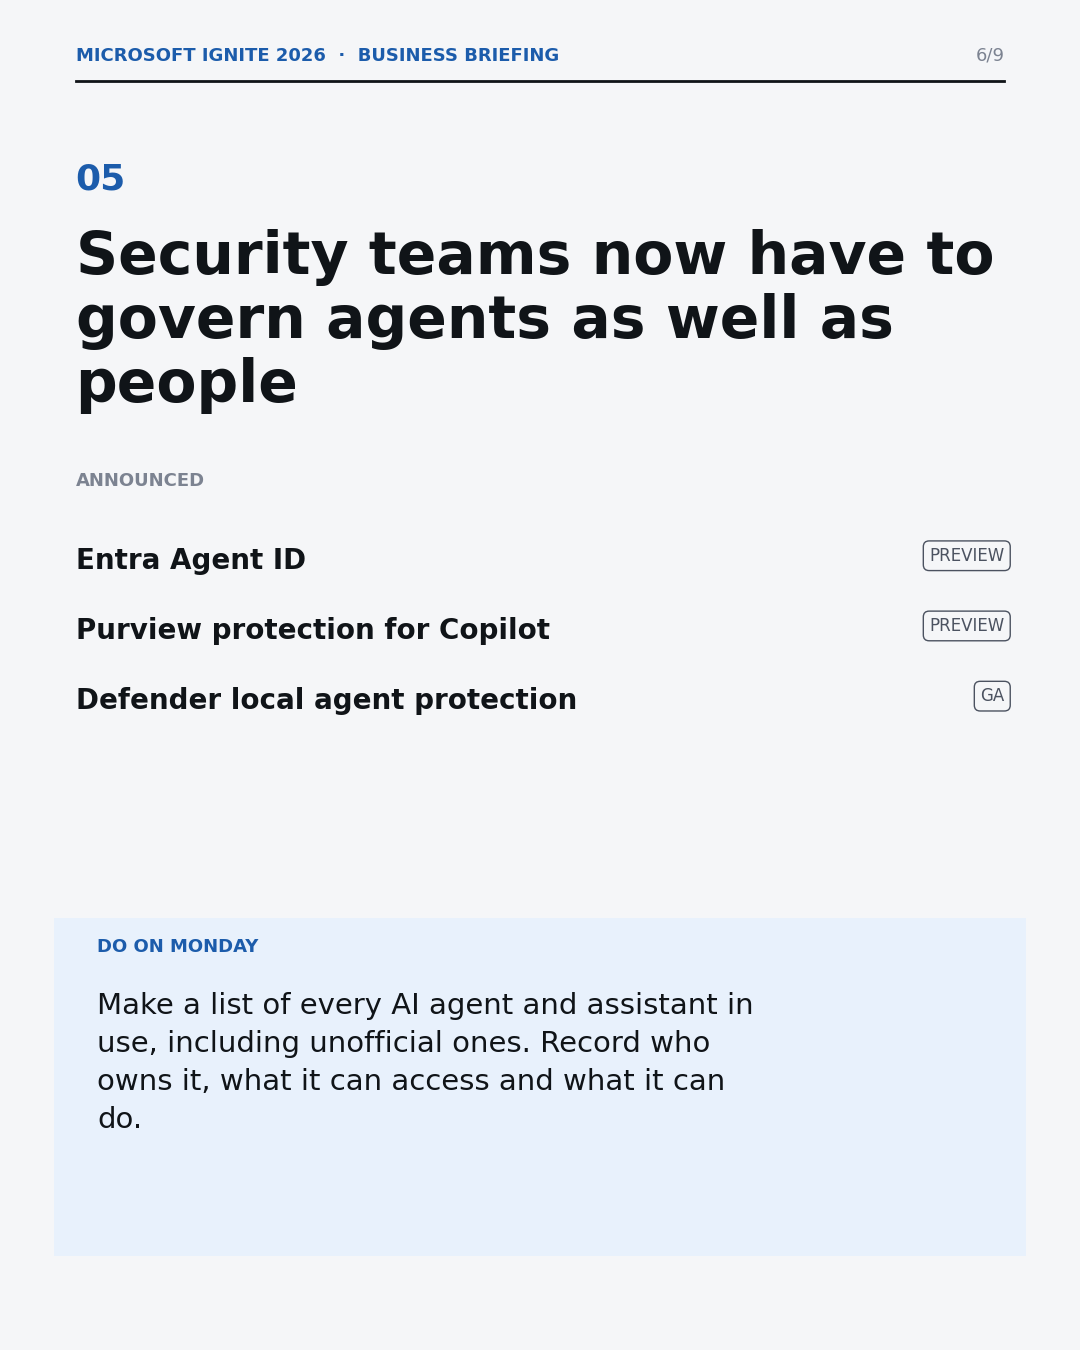 MICROSOFT IGNITE 2026 · BUSINESS BRIEFING 6/9
05
Security teams now have to
govern agents as well as
people
ANNOUNCED
Entra Agent ID PREVIEW
Purview protection for Copilot PREVIEW
Defender local agent protection GA
DO ON MONDAY
Make a list of every AI agent and assistant in
use, including unofficial ones. Record who
owns it, what it can access and what it can
do.